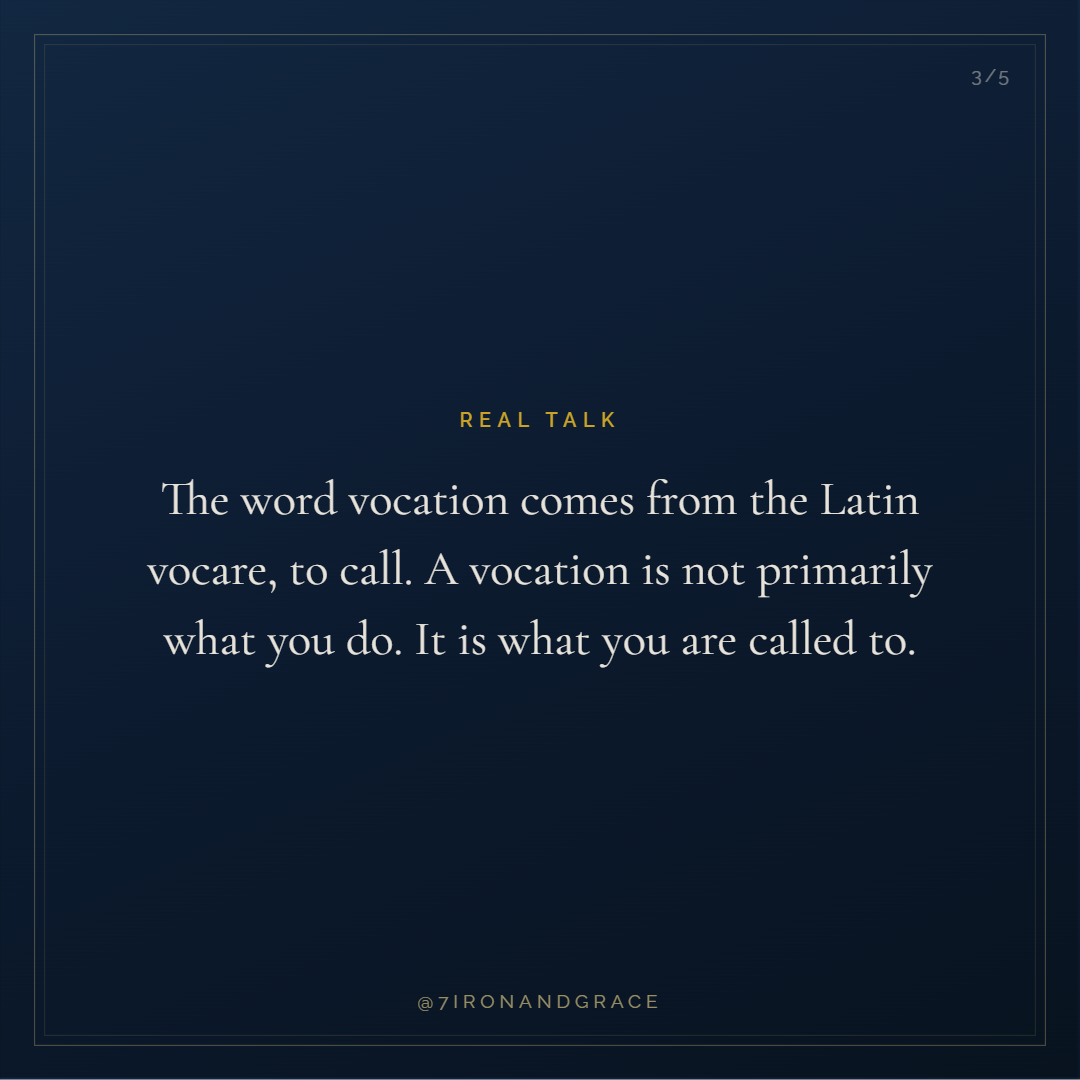 3/5
REAL TALK
The word vocation comes from the Latin
vocare, to call. A vocation is not primarily
what you do. It is what you are called to.
@7IRONANDGRACE